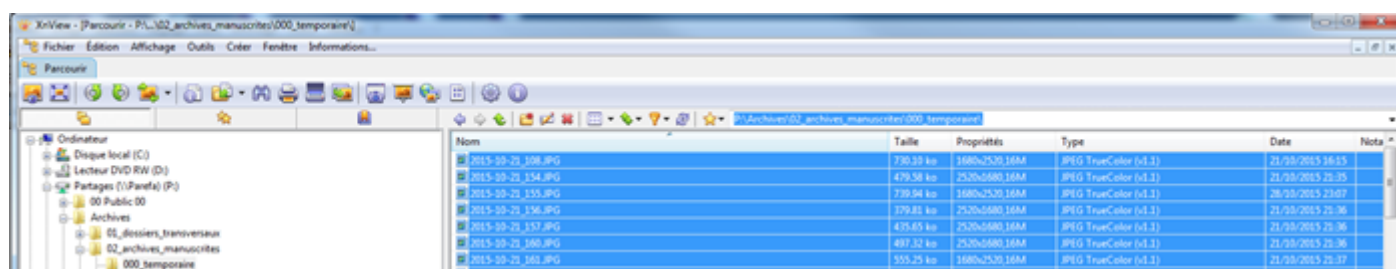 XnView - [Parcourir - P:\...\02_archives_manuscrites\000_temporaire\]
Fichier Édition Affichage Outils Créer Fenêtre Informations...
Parcourir
P:\Archives\02_archives_manuscrites\000_temporaire\
Ordinateur
Disque local (C:)
Lecteur DVD RW (D:)
Partages (\\Parefa) (P:)
00 Public 00
Archives
01_dossiers_transversaux
02_archives_manuscrites
000_temporaire
Nom Taille Propriétés Type Date Nota
2015-10-21_108.JPG 730.10 ko 1680x2520,16M JPEG TrueColor (v1.1) 21/10/2015 16:15
2015-10-21_154.JPG 479.58 ko 2520x1680,16M JPEG TrueColor (v1.1) 21/10/2015 21:35
2015-10-21_155.JPG 739.94 ko 1680x2520,16M JPEG TrueColor (v1.1) 28/10/2015 23:07
2015-10-21_156.JPG 379.81 ko 2520x1680,16M JPEG TrueColor (v1.1) 21/10/2015 21:36
2015-10-21_157.JPG 435.65 ko 2520x1680,16M JPEG TrueColor (v1.1) 21/10/2015 21:36
2015-10-21_160.JPG 497.32 ko 2520x1680,16M JPEG TrueColor (v1.1) 21/10/2015 21:36
2015-10-21_161.JPG 555.25 ko 1680x2520,16M JPEG TrueColor (v1.1) 21/10/2015 21:37